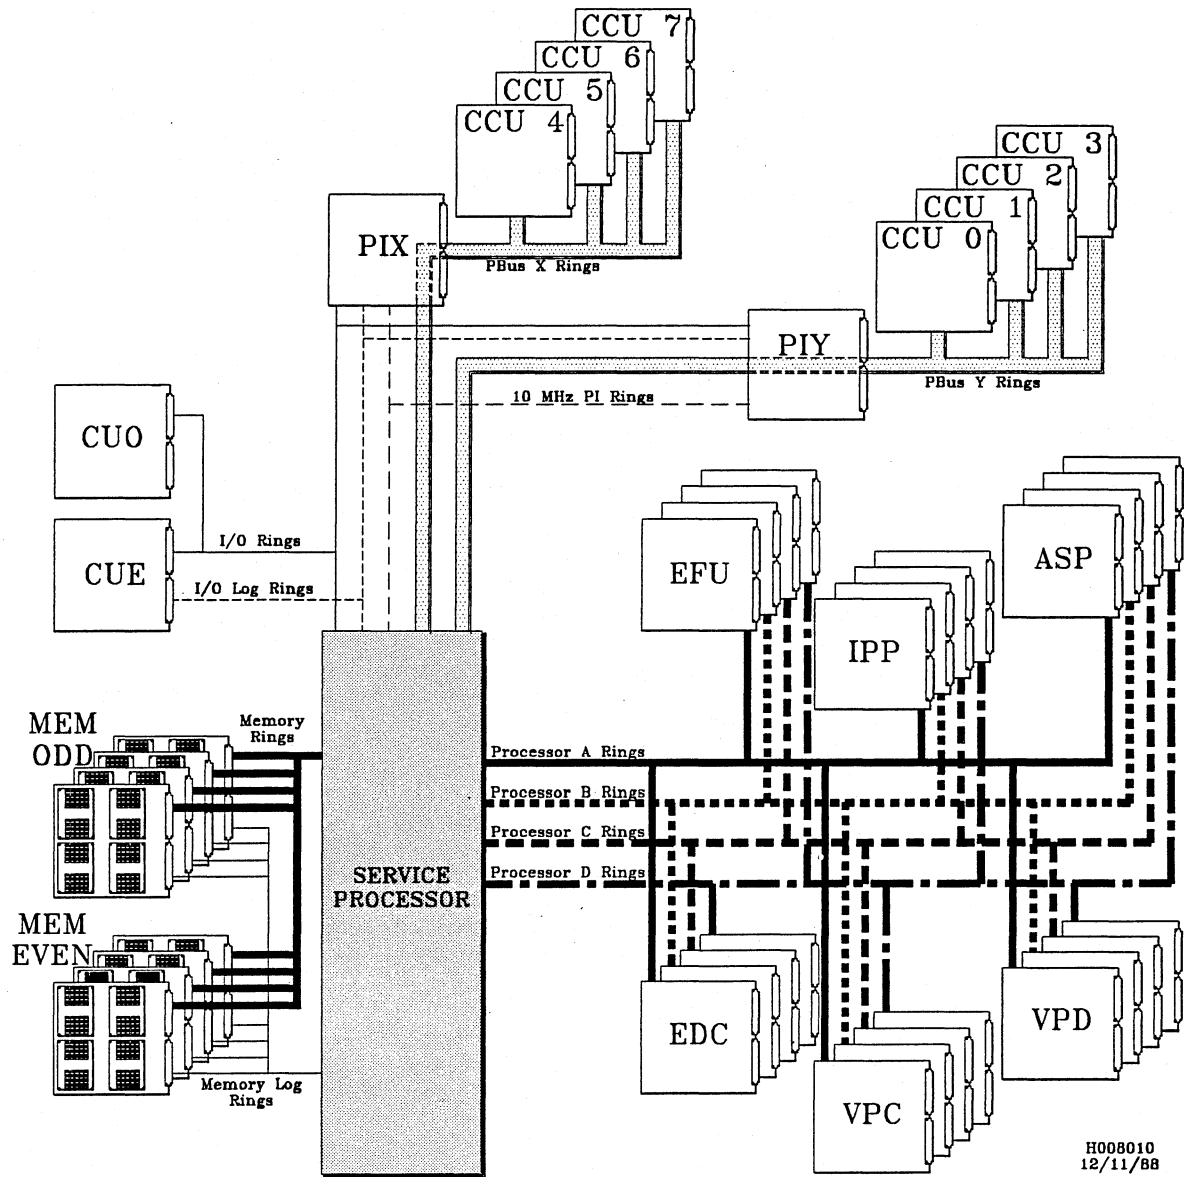 CCU 7
CCU 6
CCU 5
CCU 4
CCU 3
CCU 2
CCU 1
CCU 0
PIX
PBus X Rings
PIY
PBus Y Rings
10 MHz PI Rings
CUO
CUE
I/O Rings
I/O Log Rings
EFU
IPP
ASP
MEM
ODD
Memory
Rings
Processor A Rings
Processor B Rings
Processor C Rings
Processor D Rings
SERVICE
PROCESSOR
MEM
EVEN
Memory Log
Rings
EDC
VPC
VPD
H008010
12/11/88